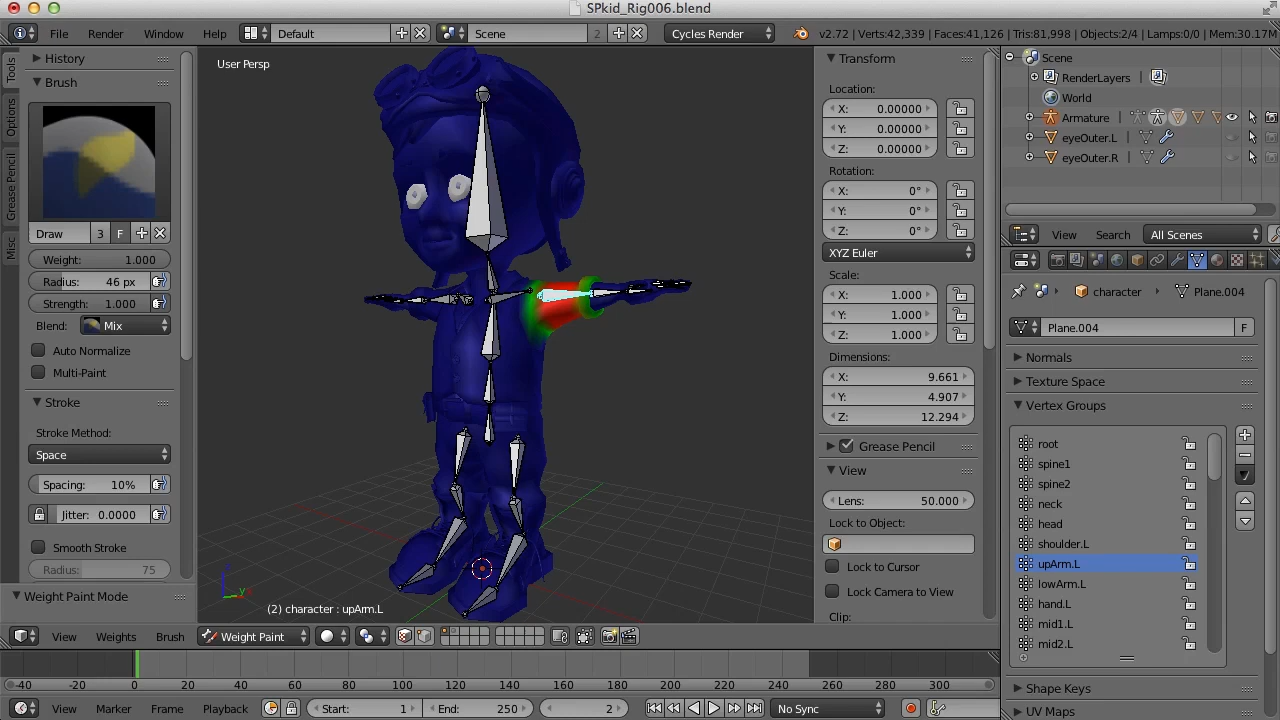 SPkid_Rig006.blend
File Render Window Help Default Scene 2 Cycles Render v2.72 | Verts:42,339 | Faces:41,126 | Tris:81,998 | Objects:2/4 | Lamps:0/0 | Mem:30.17M
Tools
Options
Grease Pencil
Misc
History
Brush
Draw 3 F
Weight: 1.000
Radius: 46 px
Strength: 1.000
Blend: Mix
Auto Normalize
Multi-Paint
Stroke
Stroke Method:
Space
Spacing: 10%
Jitter: 0.0000
Smooth Stroke
Radius: 75
Weight Paint Mode
User Persp
z
y
(2) character : upArm.L
Transform
Location:
X: 0.00000
Y: 0.00000
Z: 0.00000
Rotation:
X: 0°
Y: 0°
Z: 0°
XYZ Euler
Scale:
X: 1.000
Y: 1.000
Z: 1.000
Dimensions:
X: 9.661
Y: 4.907
Z: 12.294
Grease Pencil
View
Lens: 50.000
Lock to Object:
Lock to Cursor
Lock Camera to View
Clip:
Scene
RenderLayers
World
Armature
eyeOuter.L
eyeOuter.R
View Search All Scenes
character Plane.004
Plane.004 F
Normals
Texture Space
Vertex Groups
root
spine1
spine2
neck
head
shoulder.L
upArm.L
lowArm.L
hand.L
mid1.L
mid2.L
Shape Keys
UV Maps
View Weights Brush Weight Paint
-40 -20 0 20 40 60 80 100 120 140 160 180 200 220 240 260 280 300
View Marker Frame Playback Start: 1 End: 250 2 No Sync